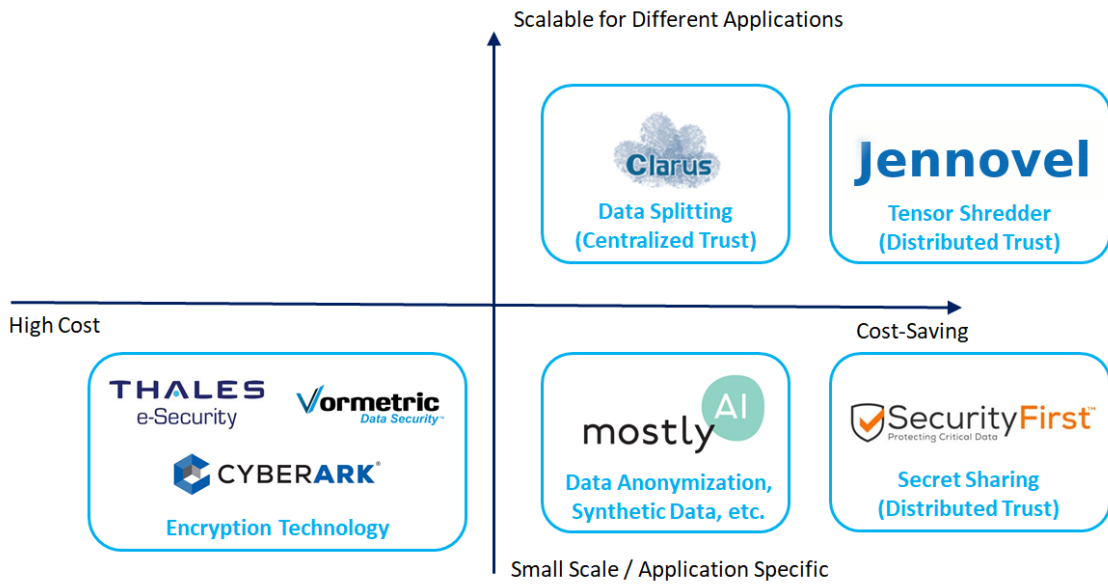 Scalable for Different Applications
Clarus
Data Splitting
(Centralized Trust)
Jennovel
Tensor Shredder
(Distributed Trust)
High Cost
Cost-Saving
THALES
e-Security
Vormetric
Data Security™
CYBERARK®
Encryption Technology
mostly AI
Data Anonymization,
Synthetic Data, etc.
SecurityFirst™
Protecting Critical Data
Secret Sharing
(Distributed Trust)
Small Scale / Application Specific